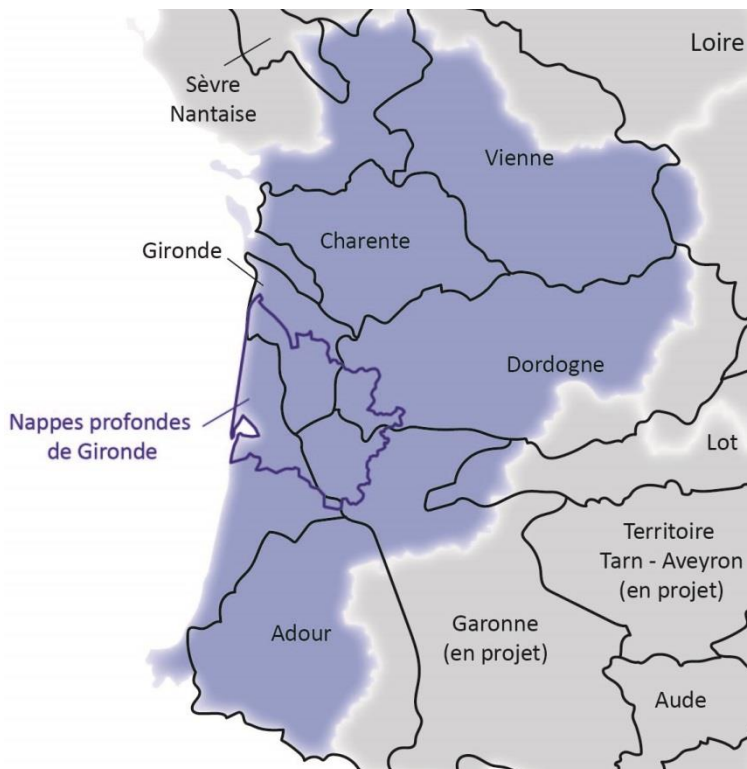 Loire
Sèvre
Nantaise
Vienne
Charente
Gironde
Dordogne
Nappes profondes
de Gironde
Lot
Territoire
Tarn - Aveyron
(en projet)
Adour
Garonne
(en projet)
Aude